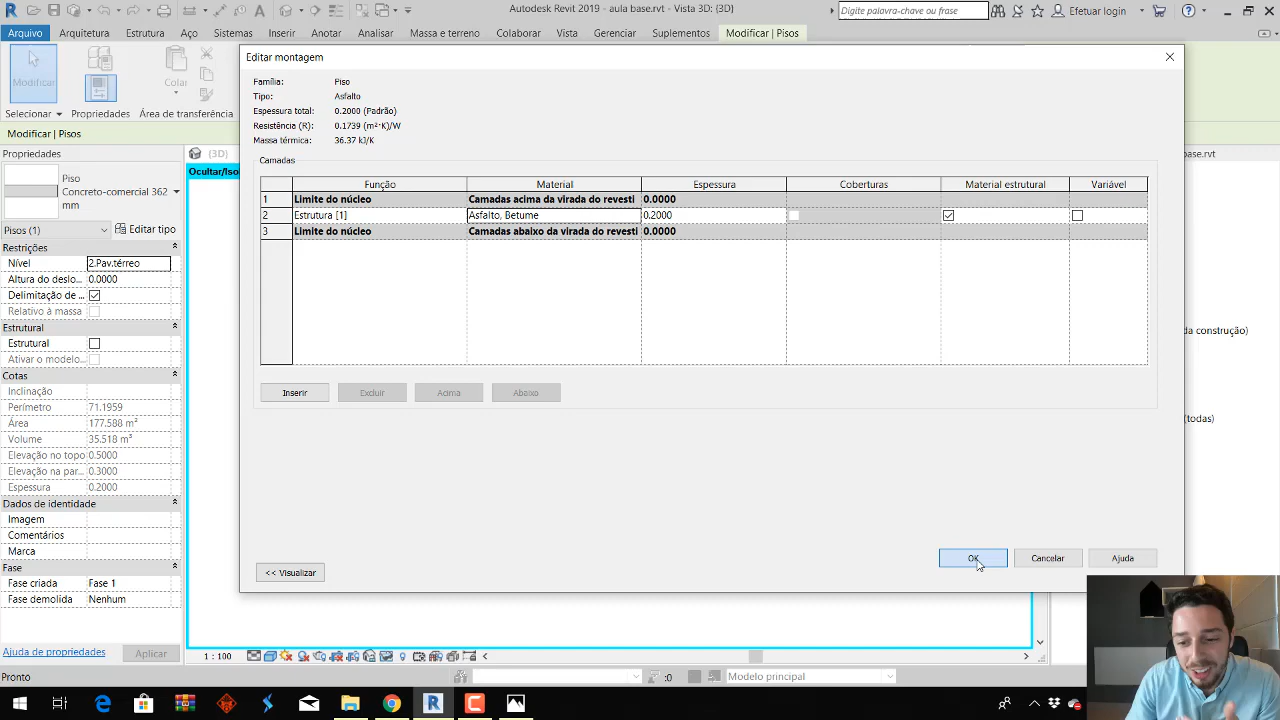 Autodesk Revit 2019 - aula base.rvt - Vista 3D: {3D}
Digite palavra-chave ou frase
Efetuar login
Arquivo Arquitetura Estrutura Aço Sistemas Inserir Anotar Analisar Massa e terreno Colaborar Vista Gerenciar Suplementos Modificar | Pisos
Modificar
Colar
Selecionar Propriedades Área de transferência
Modificar | Pisos
Propriedades
Piso
Concreto-comercial 362 mm
Pisos (1) Editar tipo
Restrições
Nível 2.Pav.térreo
Altura do deslo... 0.0000
Delimitação de ...
Relativo à massa
Estrutural
Estrutural
Ativar o modelo...
Cotas
Inclinação
Perímetro 71.1959
Área 177.588 m²
Volume 35.518 m³
Elevação no topo 0.5000
Elevação na par... 0.3000
Espessura 0.2000
Dados de identidade
Imagem
Comentários
Marca
Fase
Fase criada Fase 1
Fase demolida Nenhum
Ajuda de propriedades Aplicar
{3D}
Ocultar/Iso
base.rvt
da construção)
(todas)
Editar montagem
Família: Piso
Tipo: Asfalto
Espessura total: 0.2000 (Padrão)
Resistência (R): 0.1739 (m²·K)/W
Massa térmica: 36.37 kJ/K
Camadas
Função Material Espessura Coberturas Material estrutural Variável
1 Limite do núcleo Camadas acima da virada do revesti 0.0000
2 Estrutura [1] Asfalto, Betume 0.2000
3 Limite do núcleo Camadas abaixo da virada do revesti 0.0000
Inserir Excluir Acima Abaixo
OK Cancelar Ajuda
<< Visualizar
1 : 100
Pronto
:0
Modelo principal